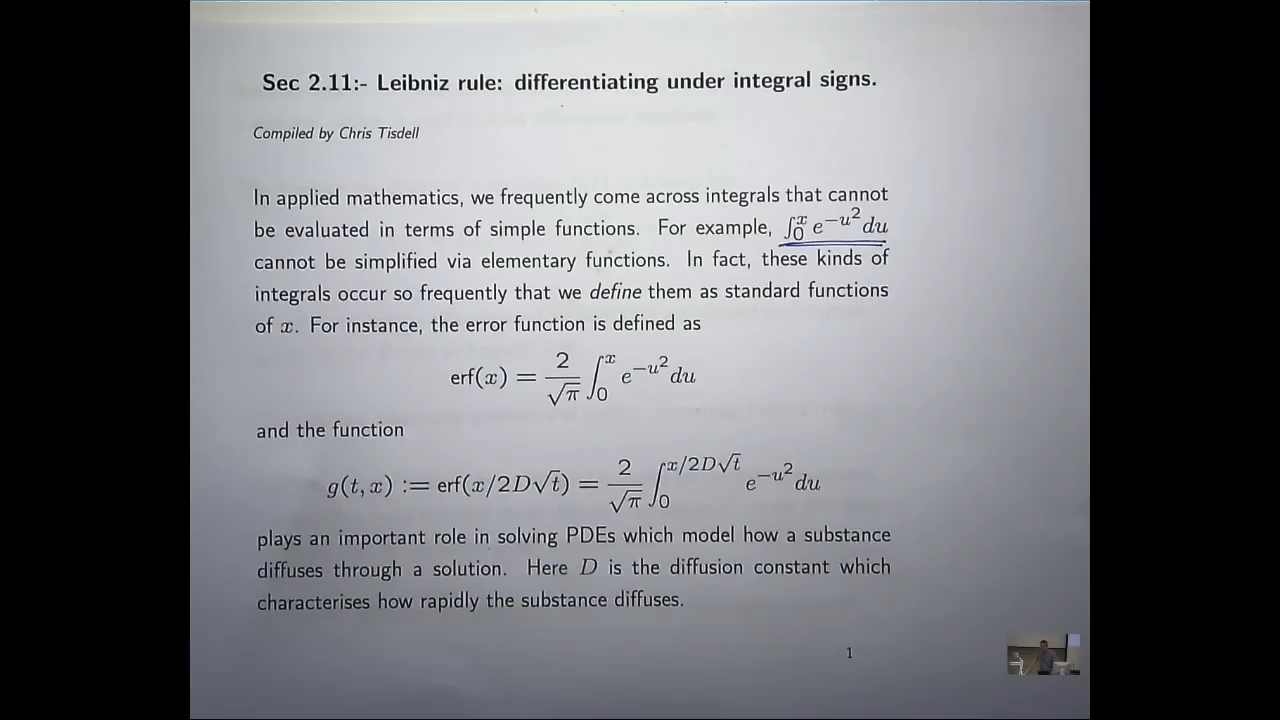 Sec 2.11:- Leibniz rule: differentiating under integral signs.
Compiled by Chris Tisdell
In applied mathematics, we frequently come across integrals that cannot
be evaluated in terms of simple functions. For example, ∫₀ˣ e^{−u²} du
cannot be simplified via elementary functions. In fact, these kinds of
integrals occur so frequently that we define them as standard functions
of x. For instance, the error function is defined as
erf(x) = 2/√π ∫₀ˣ e^{−u²} du
and the function
g(t, x) := erf(x/2D√t) = 2/√π ∫₀^{x/2D√t} e^{−u²} du
plays an important role in solving PDEs which model how a substance
diffuses through a solution. Here D is the diffusion constant which
characterises how rapidly the substance diffuses.
1